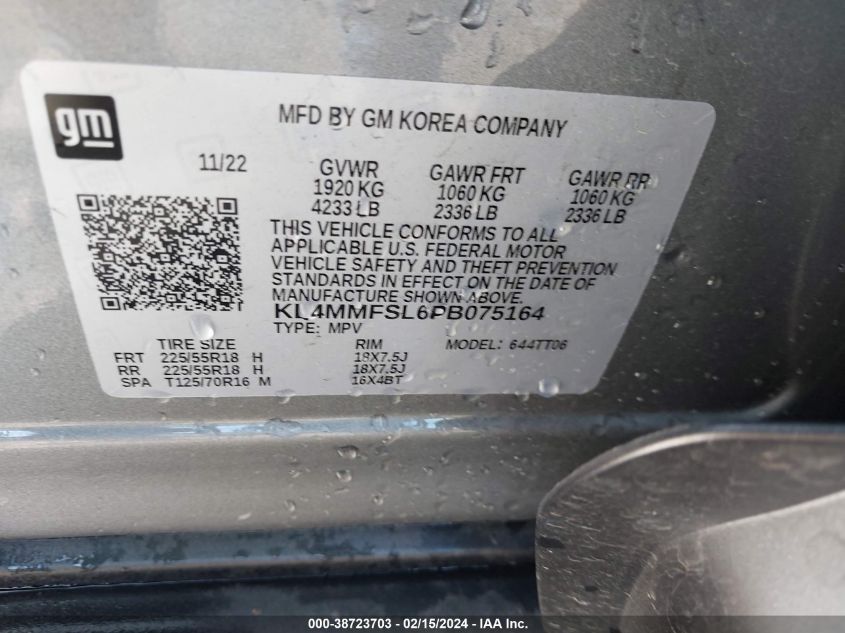 gm
MFD BY GM KOREA COMPANY
11/22
GVWR
1920 KG
4233 LB
GAWR FRT
1060 KG
2336 LB
GAWR RR
1060 KG
2336 LB
THIS VEHICLE CONFORMS TO ALL
APPLICABLE U.S. FEDERAL MOTOR
VEHICLE SAFETY AND THEFT PREVENTION
STANDARDS IN EFFECT ON THE DATE OF
MANUFACTURE SHOWN ABOVE.
KL4MMFSL6PB075164
TYPE: MPV
MODEL: 644TT06
TIRE SIZE RIM
FRT 225/55R18 H 18X7.5J
RR 225/55R18 H 18X7.5J
SPA T125/70R16 M 16X4BT
000-38723703 - 02/15/2024 - IAA Inc.